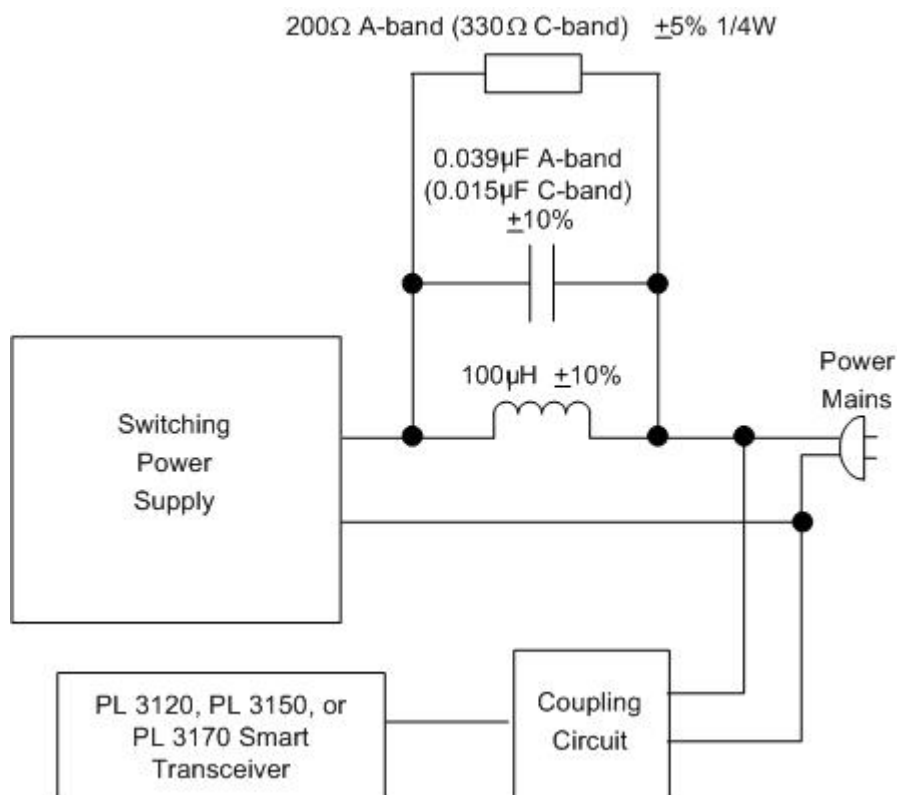 200Ω A-band (330Ω C-band) ±5% 1/4W
0.039µF A-band
(0.015µF C-band)
±10%
100µH ±10%
Power
Mains
Switching
Power
Supply
PL 3120, PL 3150, or
PL 3170 Smart
Transceiver
Coupling
Circuit